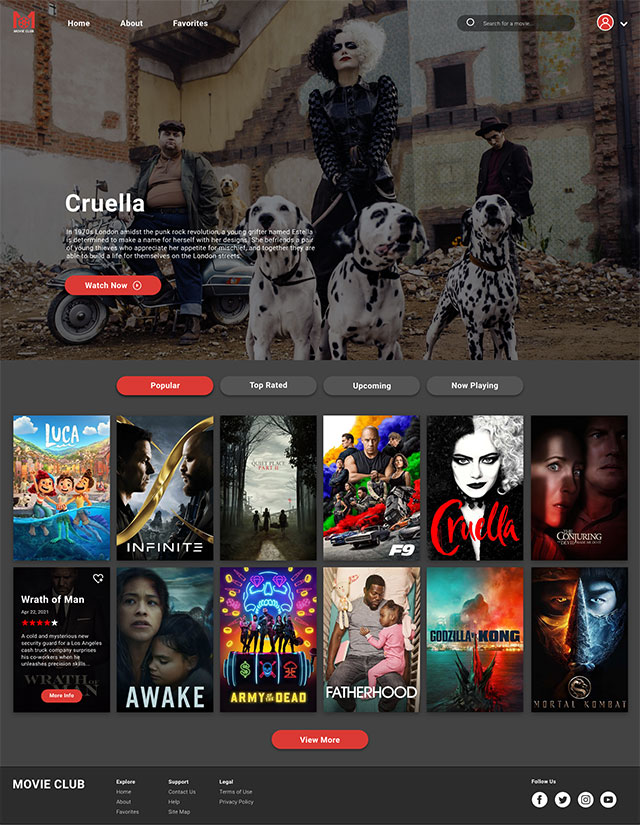 MOVIE CLUB
Home
About
Favorites
Search for a movie...
Cruella
In 1970s London amidst the punk rock revolution, a young grifter named Estella
is determined to make a name for herself with her designs. She befriends a pair
of young thieves who appreciate her appetite for mischief, and together they are
able to build a life for themselves on the London streets.
Watch Now
Popular
Top Rated
Upcoming
Now Playing
LUCA
INFINITE
QUIET PLACE
PART II
F9
Cruella
THE
CONJURING
Wrath of Man
Apr 22, 2021
A cold and mysterious new
security guard for a Los Angeles
cash truck company surprises
his co-workers when he
unleashes precision skills...
WRATH OF
More Info
AWAKE
ARMY OF THE DEAD
FATHERHOOD
GODZILLA VS KONG
MORTAL KOMBAT
View More
MOVIE CLUB
Explore
Home
About
Favorites
Support
Contact Us
Help
Site Map
Legal
Terms of Use
Privacy Policy
Follow Us